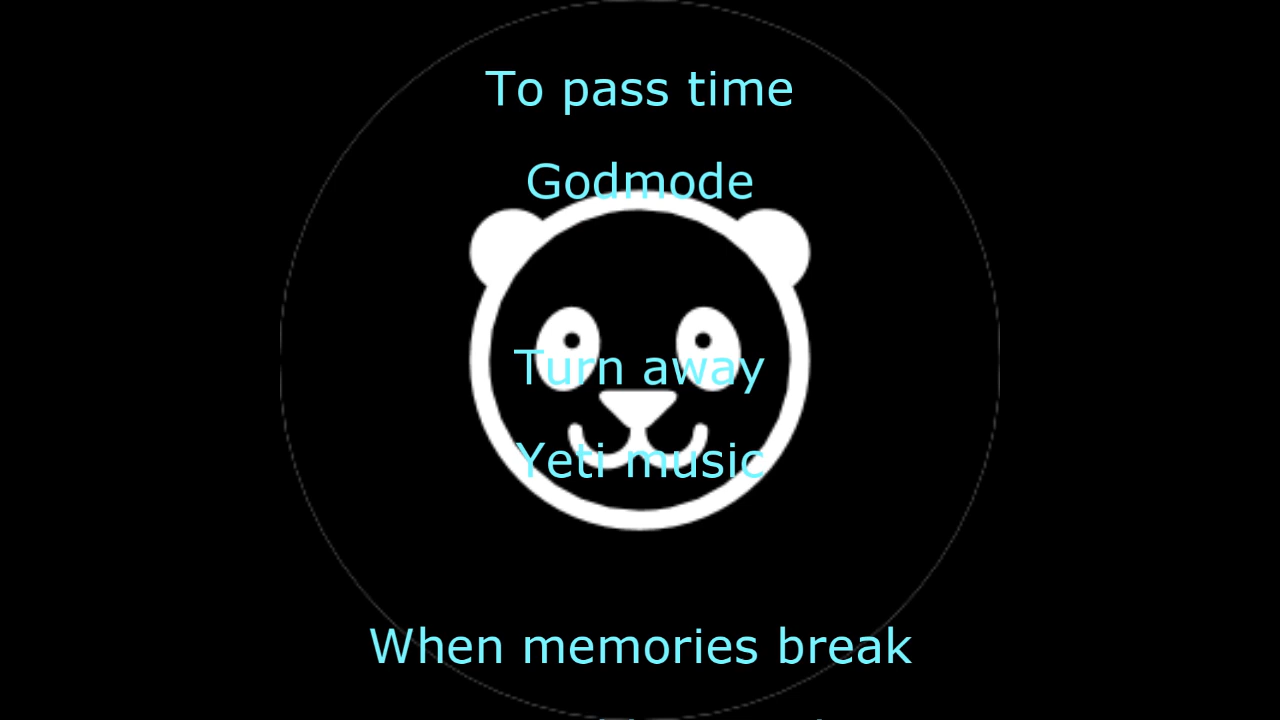 To pass time
Godmode
Turn away
Yeti music
When memories break